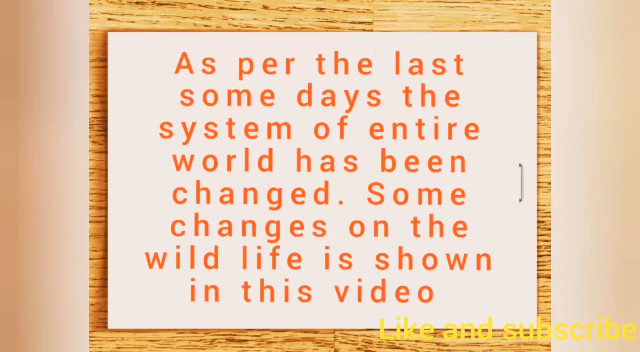 As per the last
some days the
system of entire
world has been
changed. Some
changes on the
wild life is shown
in this video
Like and subscribe